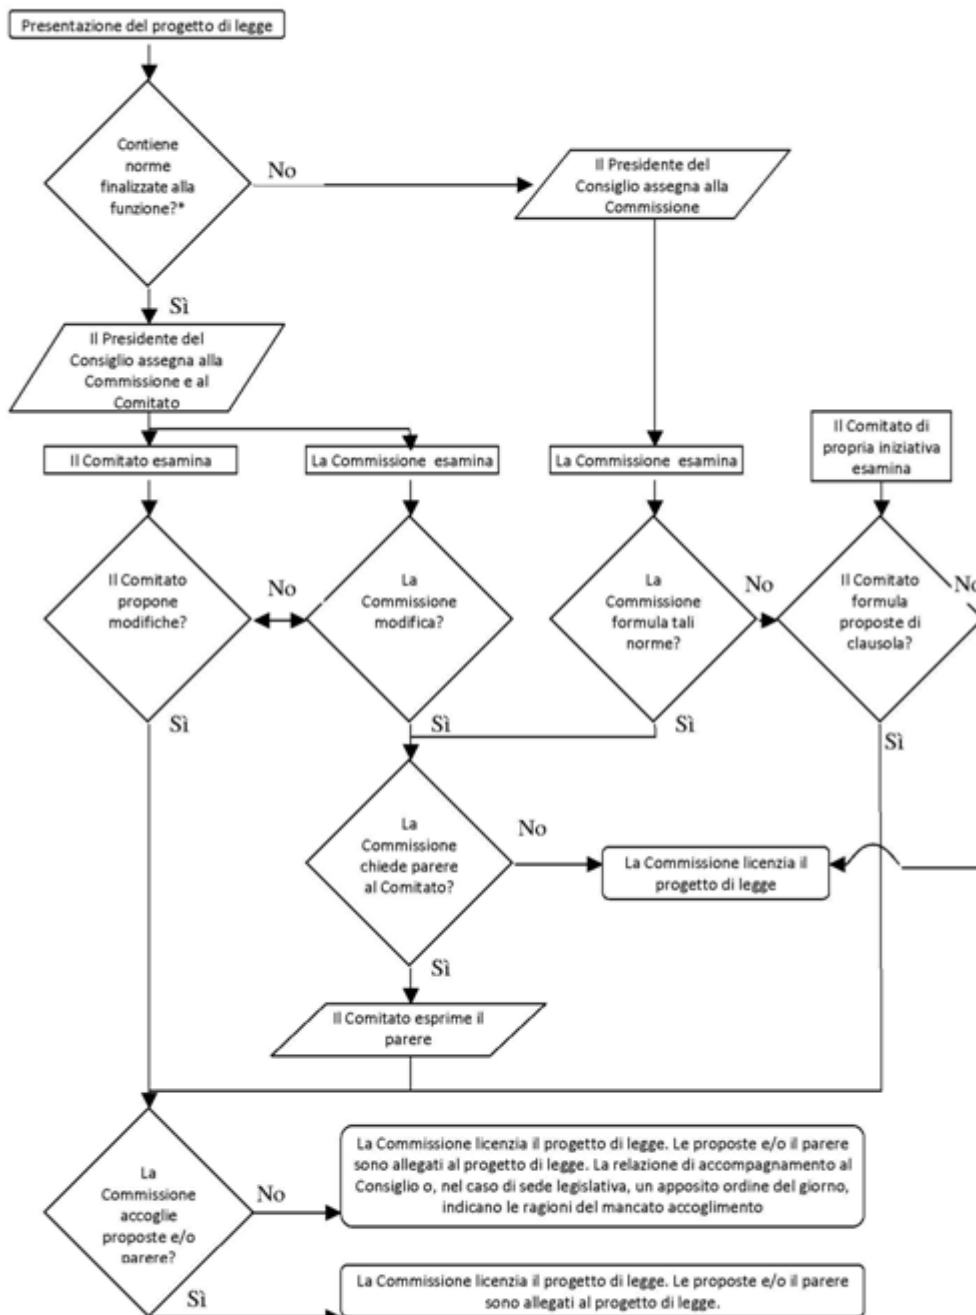 Presentazione del progetto di legge
Contiene
norme
finalizzate alla
funzione?*
No
Il Presidente del
Consiglio assegna alla
Commissione
Sì
Il Presidente del
Consiglio assegna alla
Commissione e al
Comitato
Il Comitato esamina
La Commissione esamina
La Commissione esamina
Il Comitato di
propria iniziativa
esamina
Il Comitato
propone
modifiche?
No
La
Commissione
modifica?
La
Commissione
formula tali
norme?
No
Il Comitato
formula
proposte di
clausola?
No
Sì
Sì
Sì
Sì
La
Commissione
chiede parere
al Comitato?
No
La Commissione licenzia il
progetto di legge
Sì
Il Comitato esprime il
parere
La
Commissione
accoglie
proposte e/o
parere?
No
La Commissione licenzia il progetto di legge. Le proposte e/o il parere
sono allegati al progetto di legge. La relazione di accompagnamento al
Consiglio o, nel caso di sede legislativa, un apposito ordine del giorno,
indicano le ragioni del mancato accoglimento
Sì
La Commissione licenzia il progetto di legge. Le proposte e/o il parere
sono allegati al progetto di legge.